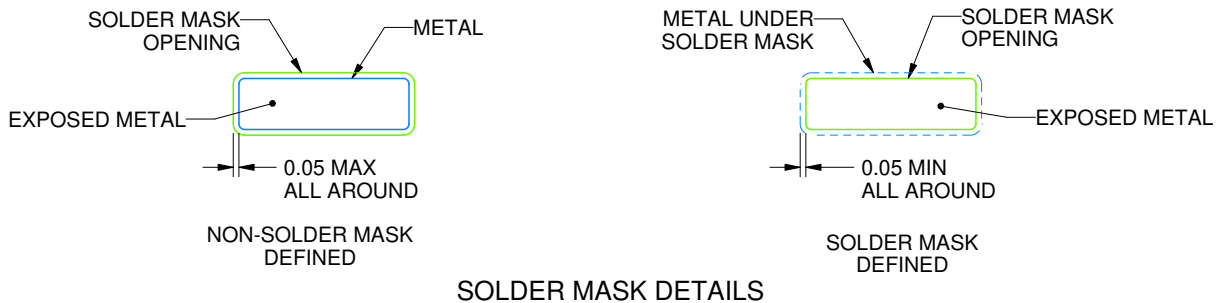 SOLDER MASK
OPENING
METAL
EXPOSED METAL
0.05 MAX
ALL AROUND
NON-SOLDER MASK
DEFINED
METAL UNDER
SOLDER MASK
SOLDER MASK
OPENING
EXPOSED METAL
0.05 MIN
ALL AROUND
SOLDER MASK
DEFINED
SOLDER MASK DETAILS